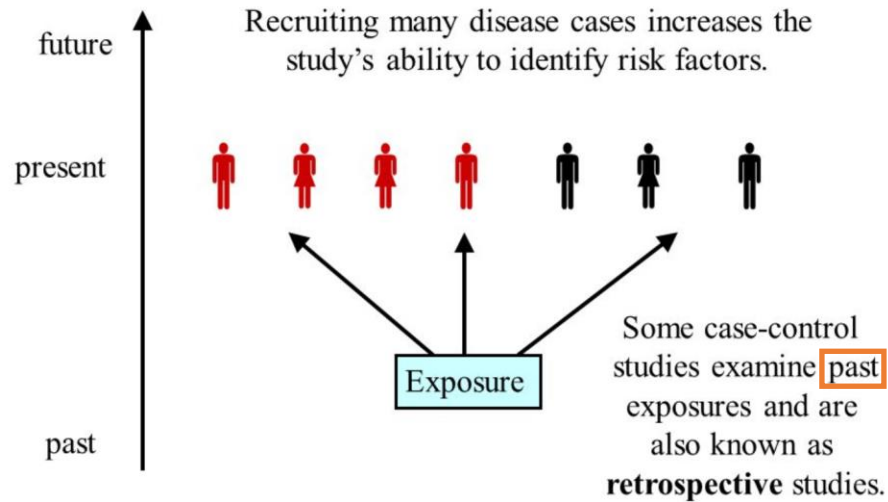 Recruiting many disease cases increases the
study's ability to identify risk factors.
future
present
Exposure
Some case-control
studies examine past
exposures and are
also known as
retrospective studies.
past